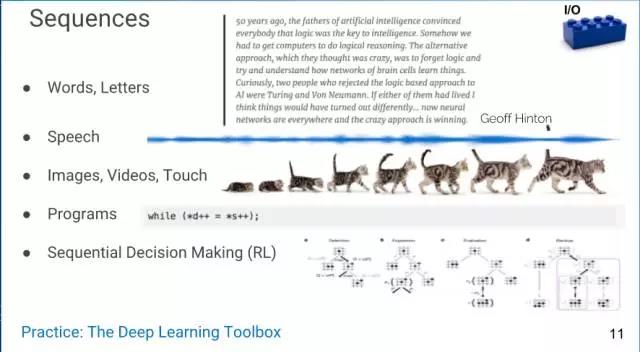 Sequences
I/O
50 years ago, the fathers of artificial intelligence convinced
everybody that logic was the key to intelligence. Somehow we
had to get computers to do logical reasoning. The alternative
approach, which they thought was crazy, was to forget logic and
try and understand how networks of brain cells learn things.
Curiously, two people who rejected the logic based approach to
AI were Turing and Von Neumann. If either of them had lived I
think things would have turned out differently... now neural
networks are everywhere and the crazy approach is winning.
Geoff Hinton
● Words, Letters
● Speech
● Images, Videos, Touch
● Programs
while (*d++ = *s++);
● Sequential Decision Making (RL)
a Selection b Expansion c Evaluation d Backup
Practice: The Deep Learning Toolbox
11